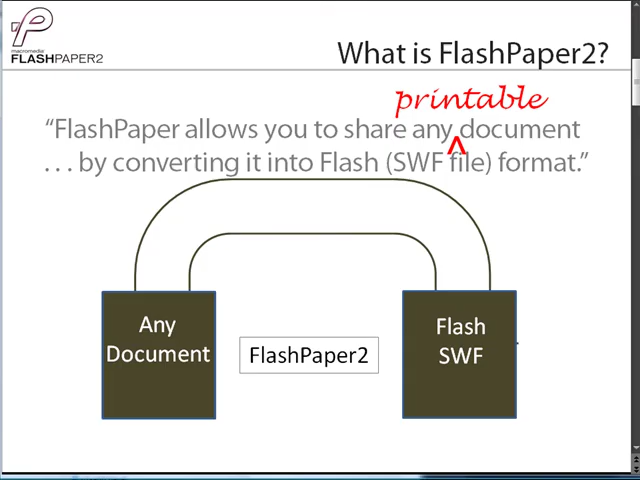 macromedia
FLASHPAPER2
What is FlashPaper2?
printable
“FlashPaper allows you to share any ^ document
. . . by converting it into Flash (SWF file) format.”
Any
Document
FlashPaper2
Flash
SWF